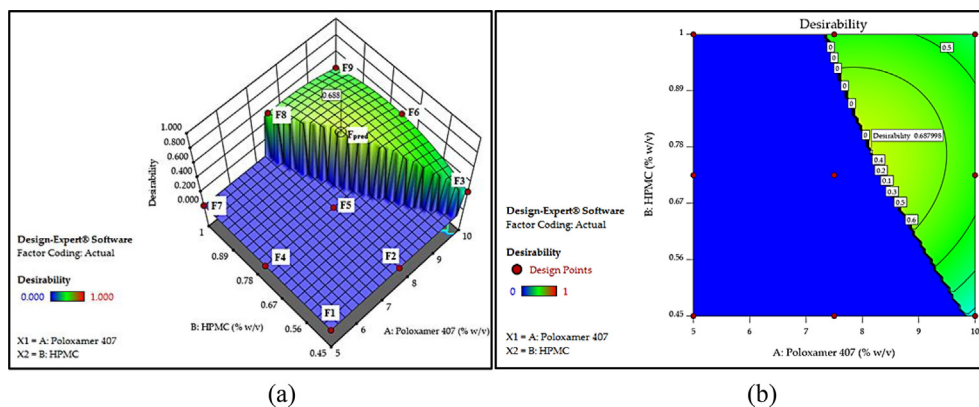 1.000
0.800
0.600
0.400
0.200
0.000
Desirability
F9
0.688
F6
F8
Fpred
F3
F7
F5
F4
F2
F1
1
0.89
0.78
0.67
0.56
0.45
10
9
8
7
6
5
B: HPMC (% w/v)
A: Poloxamer 407 (% w/v)
Design-Expert® Software
Factor Coding: Actual
Desirability
0.000 1.000
X1 = A: Poloxamer 407
X2 = B: HPMC
(a)
Desirability
1
0.89
0.78
0.67
0.56
0.45
B: HPMC (% w/v)
0.5
0
0
0
0
0
0
Desirability 0.687998
0.4
0.2
0.1
0.3
0.5
0.6
5 6 7 8 9 10
A: Poloxamer 407 (% w/v)
Design-Expert® Software
Factor Coding: Actual
Desirability
Design Points
0 1
X1 = A: Poloxamer 407
X2 = B: HPMC
(b)